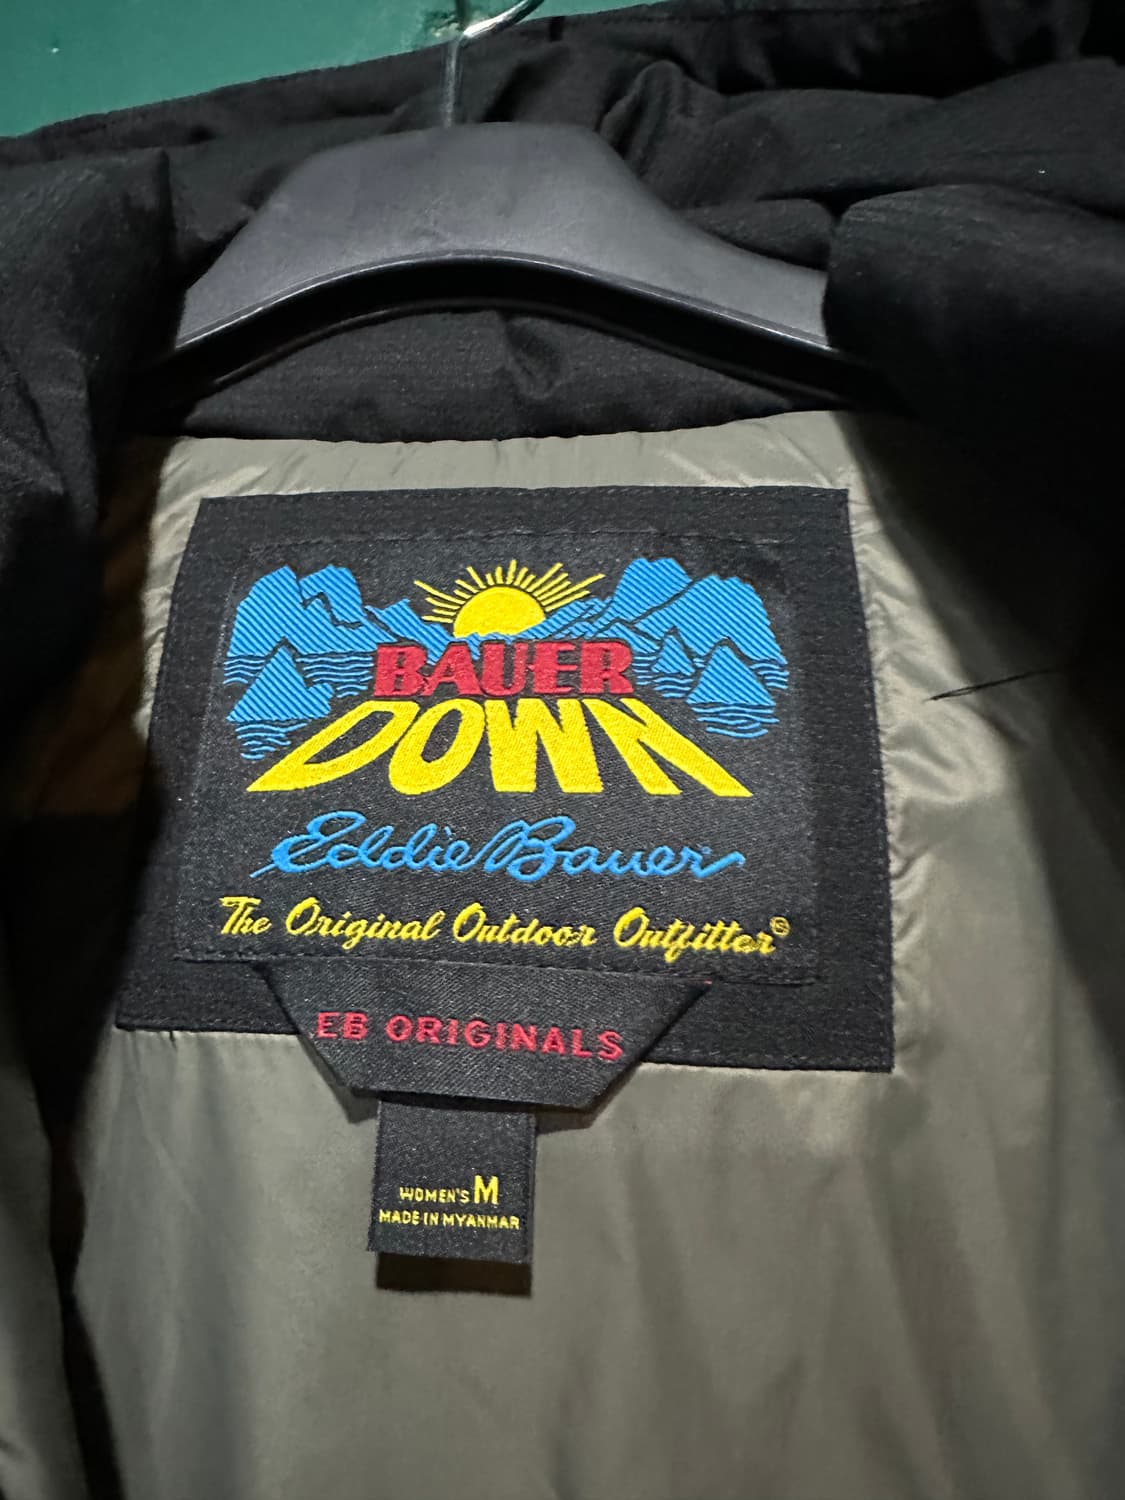 BAUER
DOWN
Eddie Bauer
The Original Outdoor Outfitter®
EB ORIGINALS
WOMEN'S M
MADE IN MYANMAR